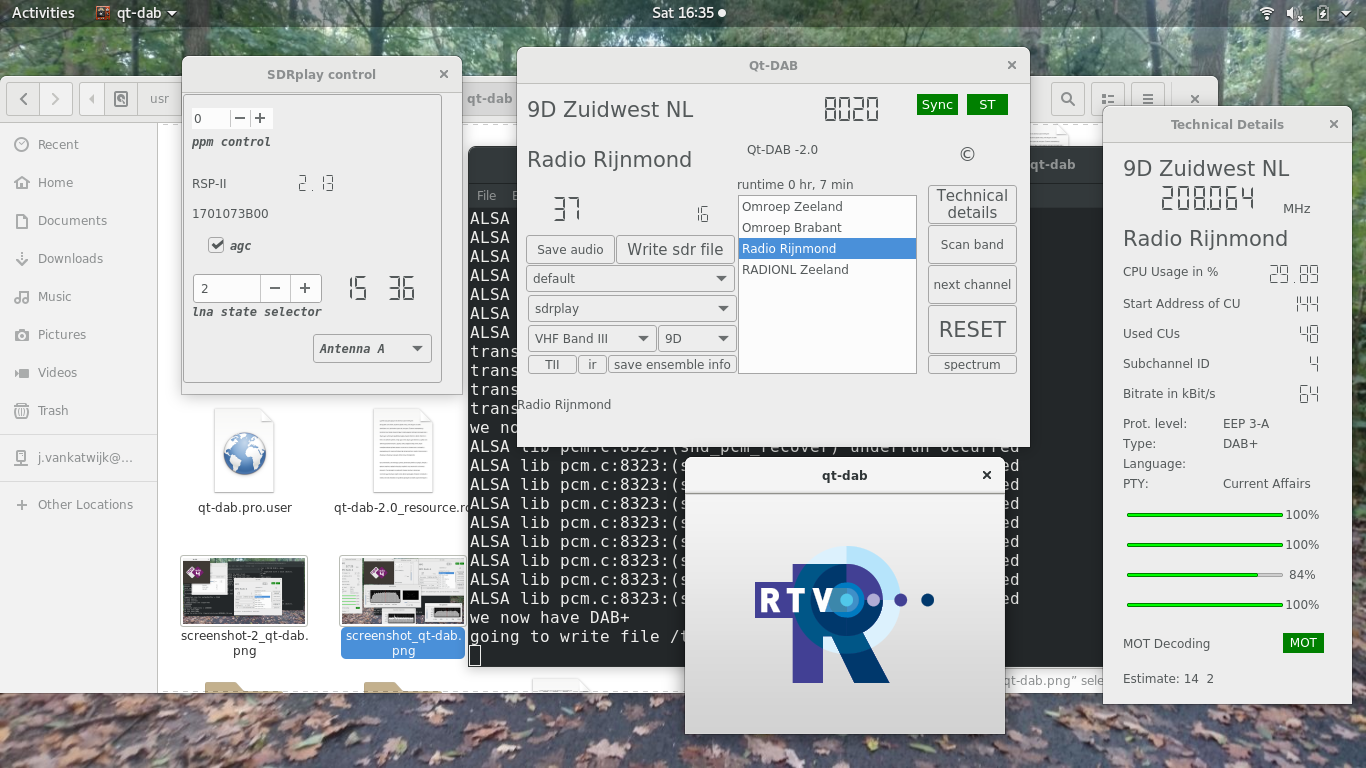 Activities
qt-dab
Sat 16:35
SDRplay control
0
ppm control
RSP-II
2.13
1701073B00
agc
2
15 36
lna state selector
Antenna A
Qt-DAB
9D Zuidwest NL
8020
Sync
ST
Qt-DAB -2.0
©
Radio Rijnmond
runtime 0 hr, 7 min
37
16
Save audio
Write sdr file
default
sdrplay
VHF Band III
9D
TII
ir
save ensemble info
Omroep Zeeland
Omroep Brabant
Radio Rijnmond
RADIONL Zeeland
Technical
details
Scan band
next channel
RESET
spectrum
Radio Rijnmond
Technical Details
9D Zuidwest NL
208.064 MHz
Radio Rijnmond
CPU Usage in % 29.89
Start Address of CU 144
Used CUs 48
Subchannel ID 4
Bitrate in kBit/s 64
Prot. level: EEP 3-A
Type: DAB+
Language:
PTY: Current Affairs
100%
100%
84%
100%
MOT Decoding MOT
Estimate: 14 2
usr
qt-dab
Recent
Home
Documents
Downloads
Music
Pictures
Videos
Trash
j.vankatwijk@...
Other Locations
qt-dab.pro.user
qt-dab-2.0_resource.rc
screenshot-2_qt-dab.
png
screenshot_qt-dab.
png
qt-dab.png” sele
qt-dab
File
ALSA
ALSA
ALSA
ALSA
ALSA
ALSA
ALSA
trans
trans
trans
trans
we no
ALSA lib pcm.c:8323:(snd_pcm_recover) underrun occurred
ALSA lib pcm.c:8323:(s
ALSA lib pcm.c:8323:(s
ALSA lib pcm.c:8323:(s
ALSA lib pcm.c:8323:(s
ALSA lib pcm.c:8323:(s
ALSA lib pcm.c:8323:(s
ALSA lib pcm.c:8323:(s
ALSA lib pcm.c:8323:(s
we now have DAB+
going to write file /t
qt-dab
RTV
R